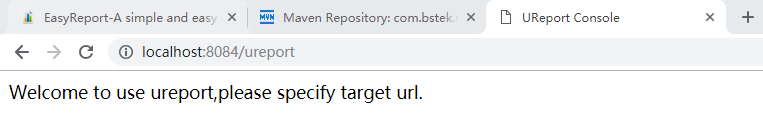 EasyReport-A simple and easy
MVN Maven Repository: com.bstek.
UReport Console
localhost:8084/ureport
Welcome to use ureport,please specify target url.